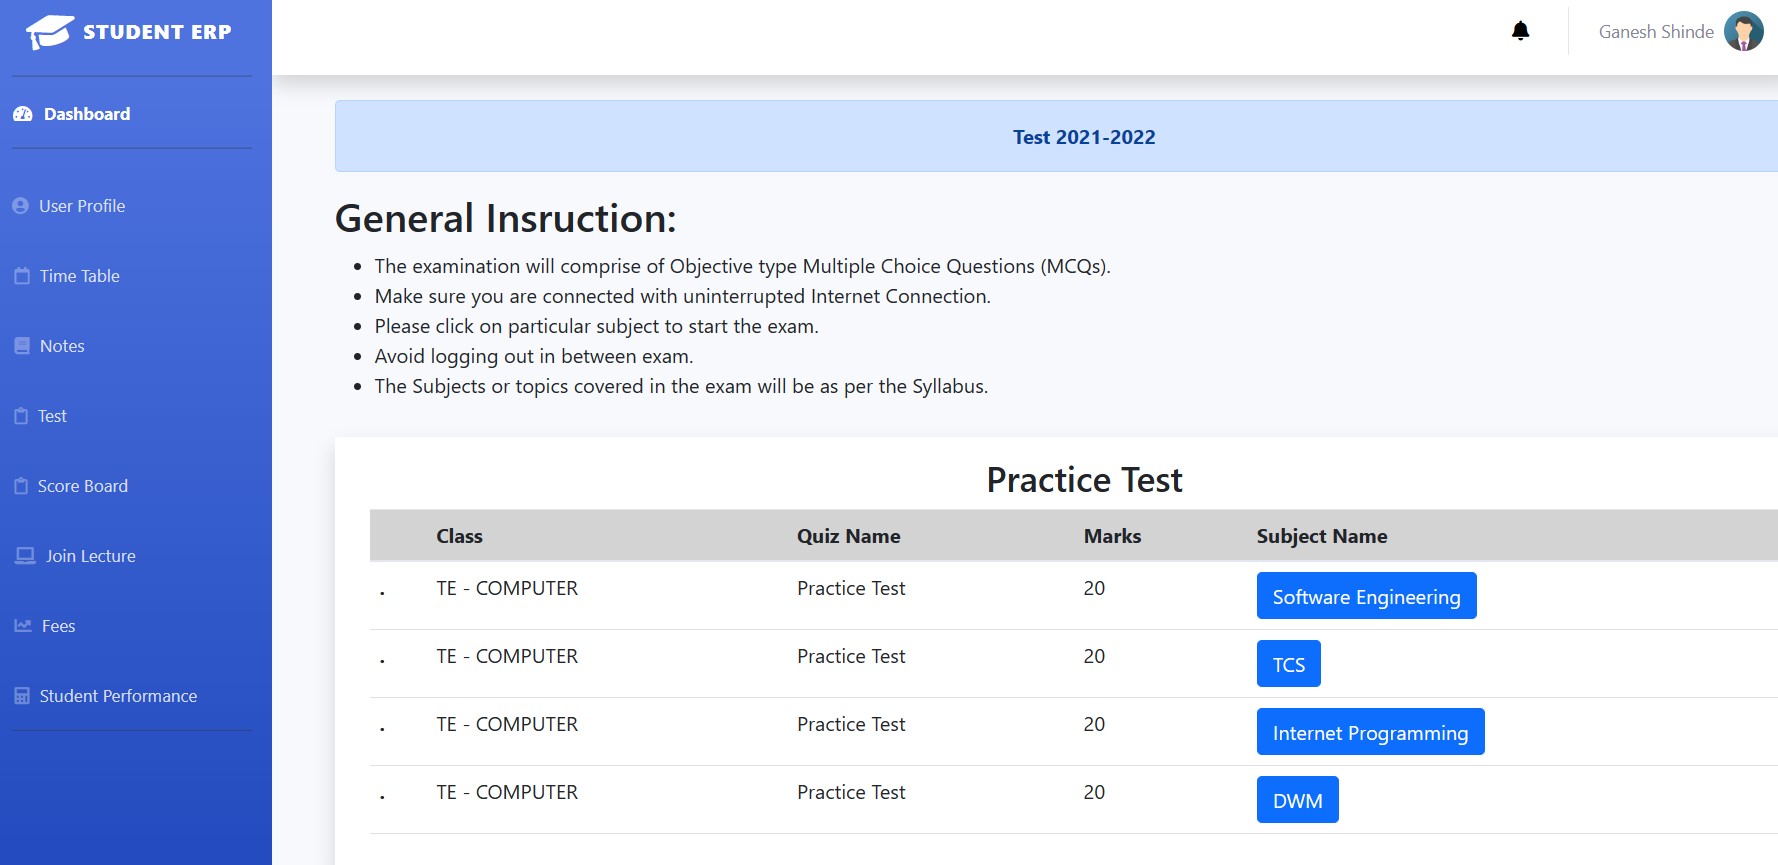 STUDENT ERP
Ganesh Shinde
Dashboard
User Profile
Time Table
Notes
Test
Score Board
Join Lecture
Fees
Student Performance
Test 2021-2022
General Insruction:
• The examination will comprise of Objective type Multiple Choice Questions (MCQs).
• Make sure you are connected with uninterrupted Internet Connection.
• Please click on particular subject to start the exam.
• Avoid logging out in between exam.
• The Subjects or topics covered in the exam will be as per the Syllabus.
Practice Test
Class Quiz Name Marks Subject Name
. TE - COMPUTER Practice Test 20 Software Engineering
. TE - COMPUTER Practice Test 20 TCS
. TE - COMPUTER Practice Test 20 Internet Programming
. TE - COMPUTER Practice Test 20 DWM